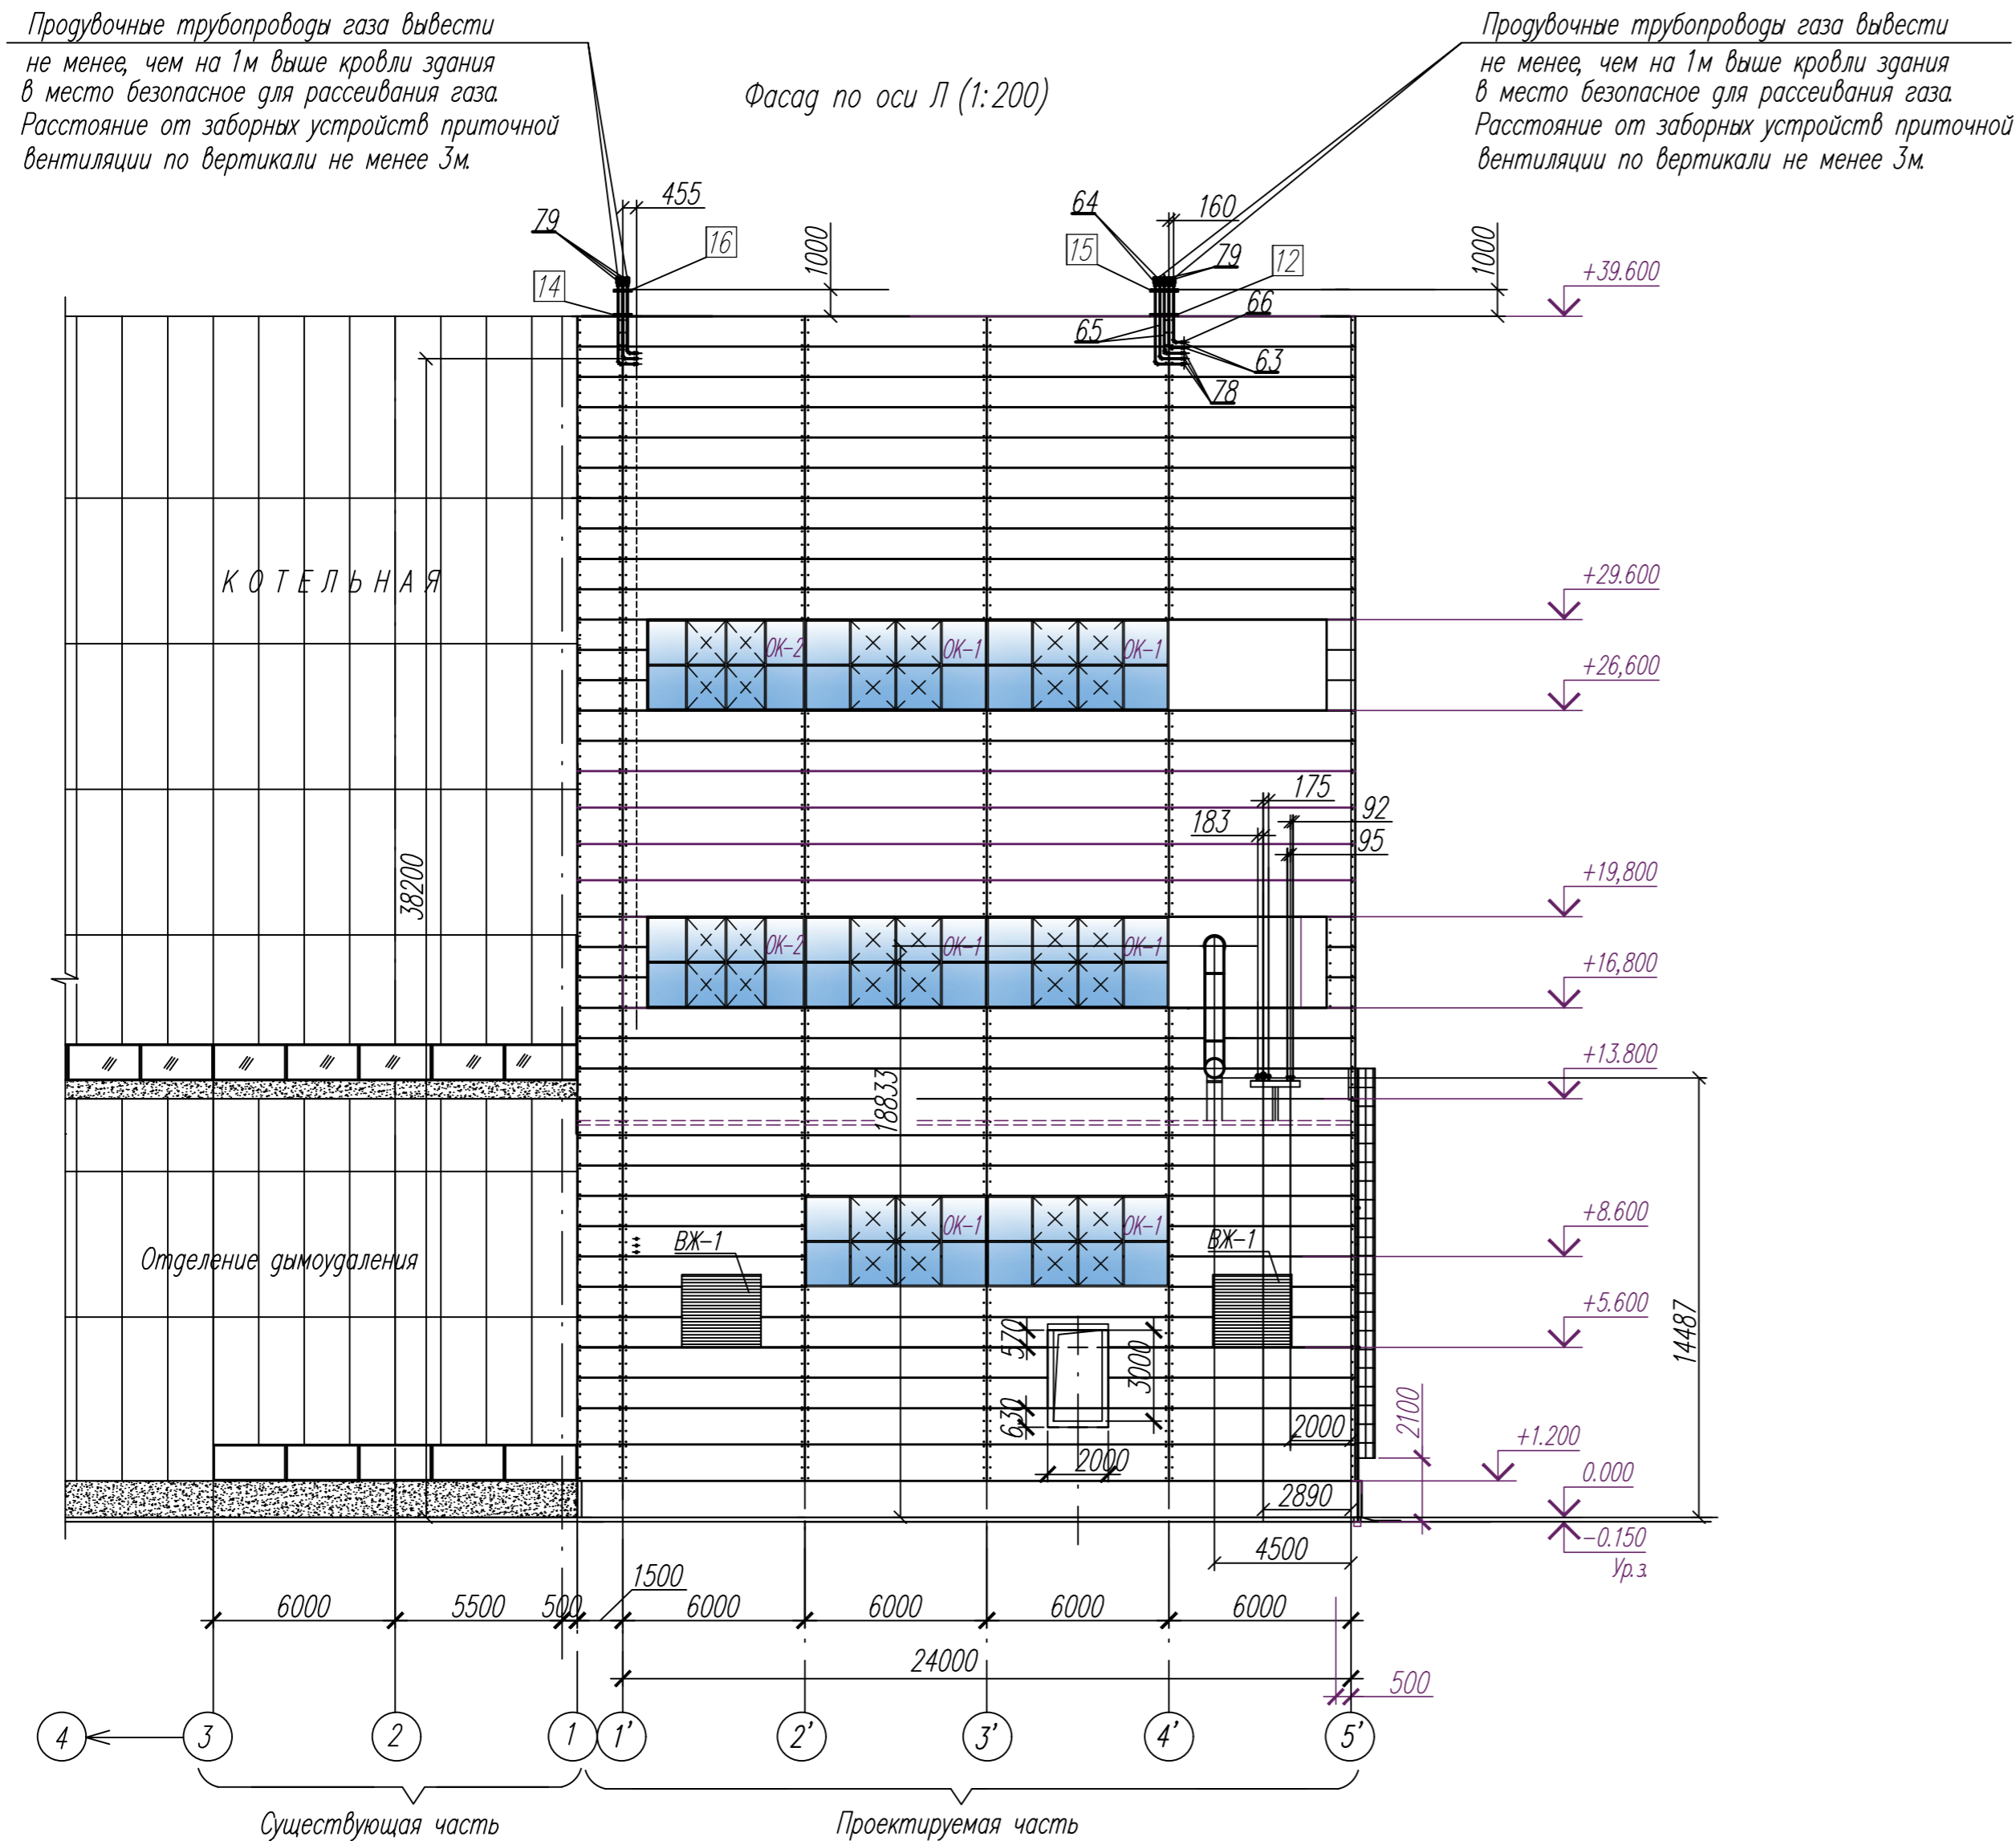 Продувочные трубопроводы газа вывести
не менее, чем на 1м выше кровли здания
в место безопасное для рассеивания газа.
Расстояние от заборных устройств приточной
вентиляции по вертикали не менее 3м.
Фасад по оси Л (1:200)
Продувочные трубопроводы газа вывести
не менее, чем на 1м выше кровли здания
в место безопасное для рассеивания газа.
Расстояние от заборных устройств приточной
вентиляции по вертикали не менее 3м.
455
64
160
79
16
1000
15
79
12
1000
+39.600
14
66
65
63
78
КОТЕЛЬНАЯ
+29.600
ОК-2
ОК-1
ОК-1
+26,600
175
183
92
95
38200
+19,800
ОК-2
ОК-1
ОК-1
+16,800
+13.800
18833
+8.600
ОК-1
ОК-1
ВЖ-1
ВЖ-1
Отделение дымоудаления
+5.600
570
3000
14487
630
2000
2100
2000
+1.200
0.000
2890
-0.150
Ур.з.
4500
1500
6000
5500
500
6000
6000
6000
6000
24000
500
4
3
2
1
1'
2'
3'
4'
5'
Существующая часть
Проектируемая часть